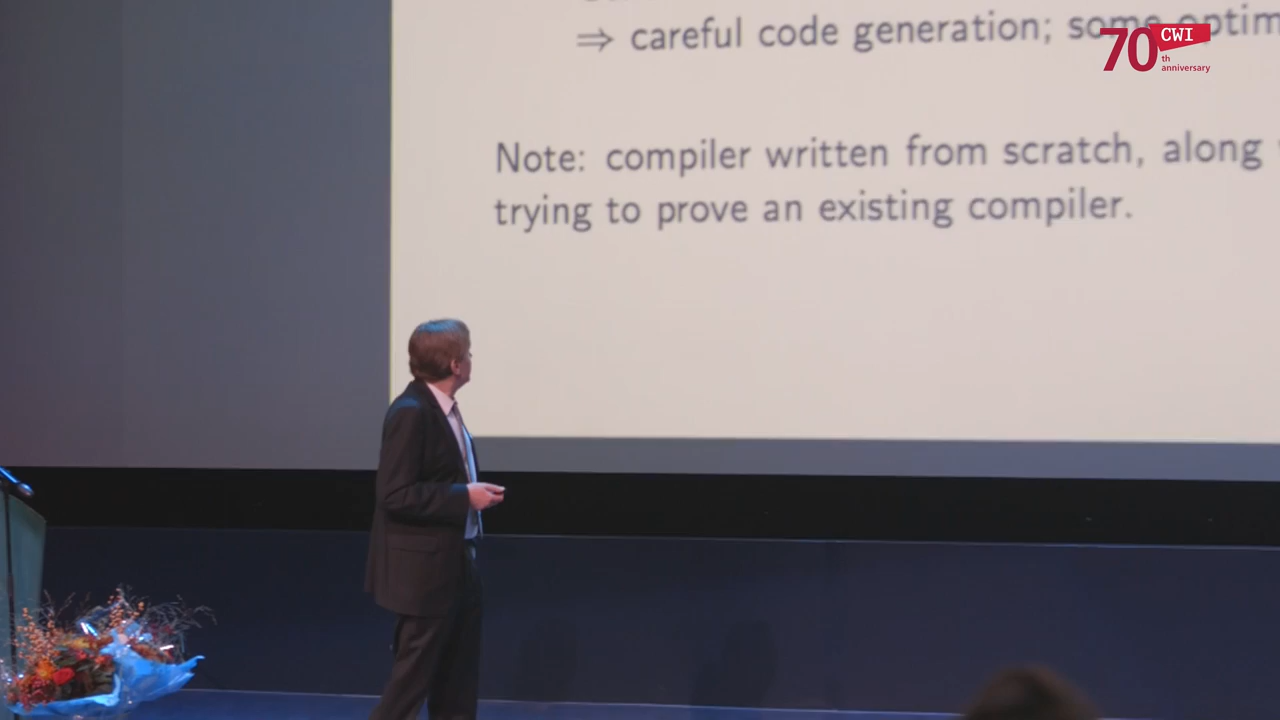 ⇒ careful code generation; some optim
Note: compiler written from scratch, along
trying to prove an existing compiler.
70
th
anniversary
CWI